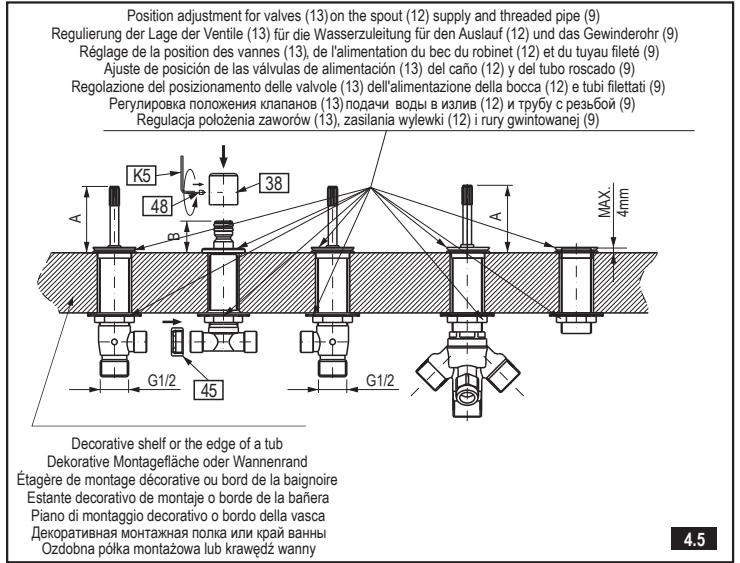 Position adjustment for valves (13) on the spout (12) supply and threaded pipe (9)
Regulierung der Lage der Ventile (13) für die Wasserzuleitung für den Auslauf (12) und das Gewinderohr (9)
Réglage de la position des vannes (13), de l'alimentation du bec du robinet (12) et du tuyau fileté (9)
Ajuste de posición de las válvulas de alimentación (13) del caño (12) y del tubo roscado (9)
Regolazione del posizionamento delle valvole (13) dell'alimentazione della bocca (12) e tubi filettati (9)
Регулировка положения клапанов (13) подачи воды в излив (12) и трубу с резьбой (9)
Regulacja położenia zaworów (13), zasilania wylewki (12) i rury gwintowanej (9)
K5
38
48
A
B
A
MAX.
4mm
45
G1/2
G1/2
Decorative shelf or the edge of a tub
Dekorative Montagefläche oder Wannenrand
Étagère de montage décorative ou bord de la baignoire
Estante decorativo de montaje o borde de la bañera
Piano di montaggio decorativo o bordo della vasca
Декоративная монтажная полка или край ванны
Ozdobna półka montażowa lub krawędź wanny
4.5